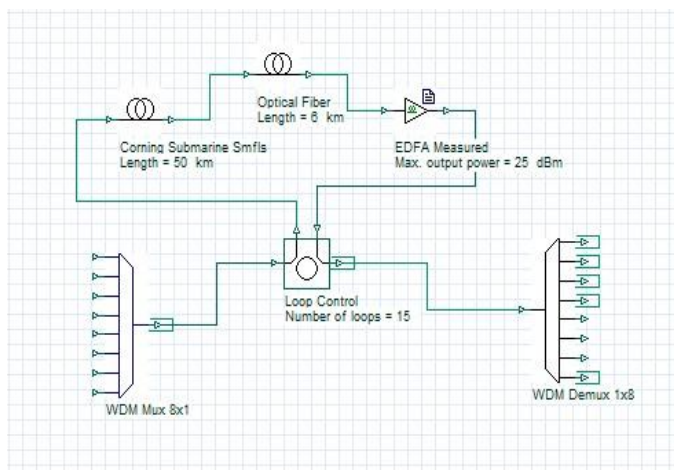 Optical Fiber
Length = 6 km
Corning Submarine Smfls
Length = 50 km
EDFA Measured
Max. output power = 25 dBm
Loop Control
Number of loops = 15
WDM Mux 8x1
WDM Demux 1x8